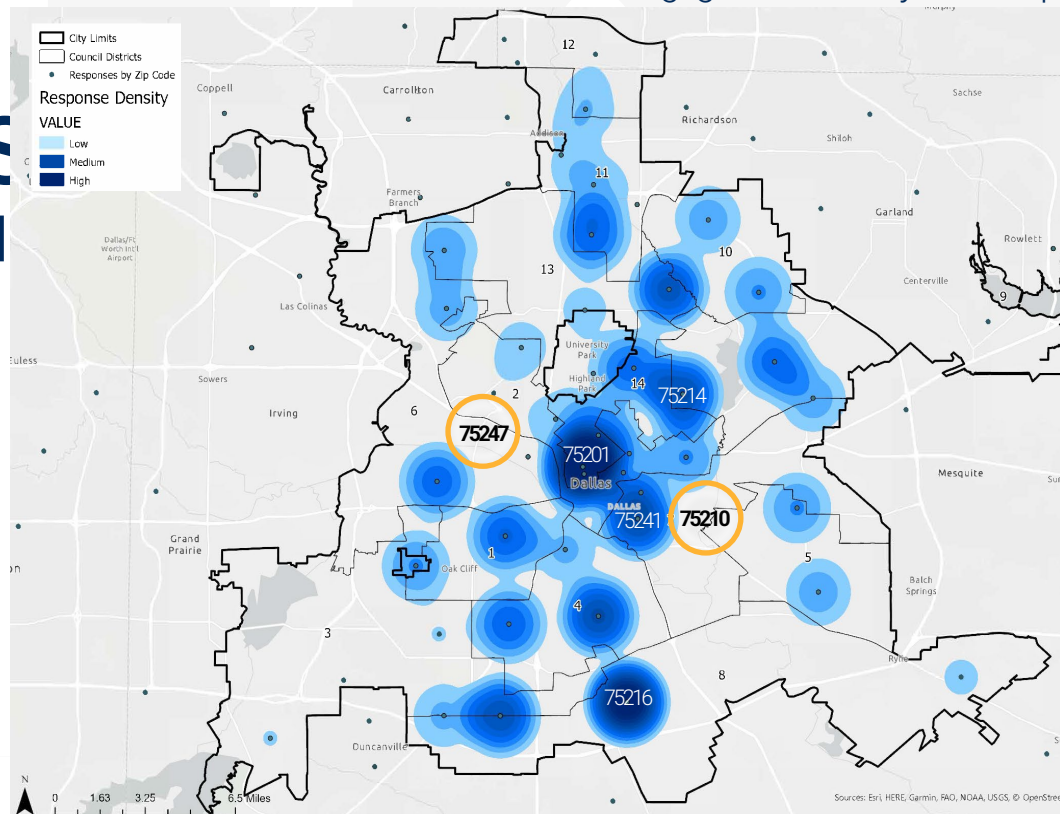 City Limits
Council Districts
Responses by Zip Code
Response Density
VALUE
Low
Medium
High
12
Coppell
Carrollton
Sachse
Richardson
Addison
Shiloh
11
Farmers
Branch
Garland
Dallas/Ft
Worth Int'l
Airport
10
Rowlett
13
Centerville
9
Las Colinas
University
Park
Euless
Highland
Park
Sowers
14
75214
2
6
Irving
75247
75201
Mesquite
Dallas
DALLAS
75241
75210
Grand
Prairie
1
5
Oak Cliff
Balch
Springs
4
3
Rylie
8
75216
Duncanville
N
0 1.63 3.25 6.5 Miles
Sources: Esri, HERE, Garmin, FAO, NOAA, USGS, © OpenStree